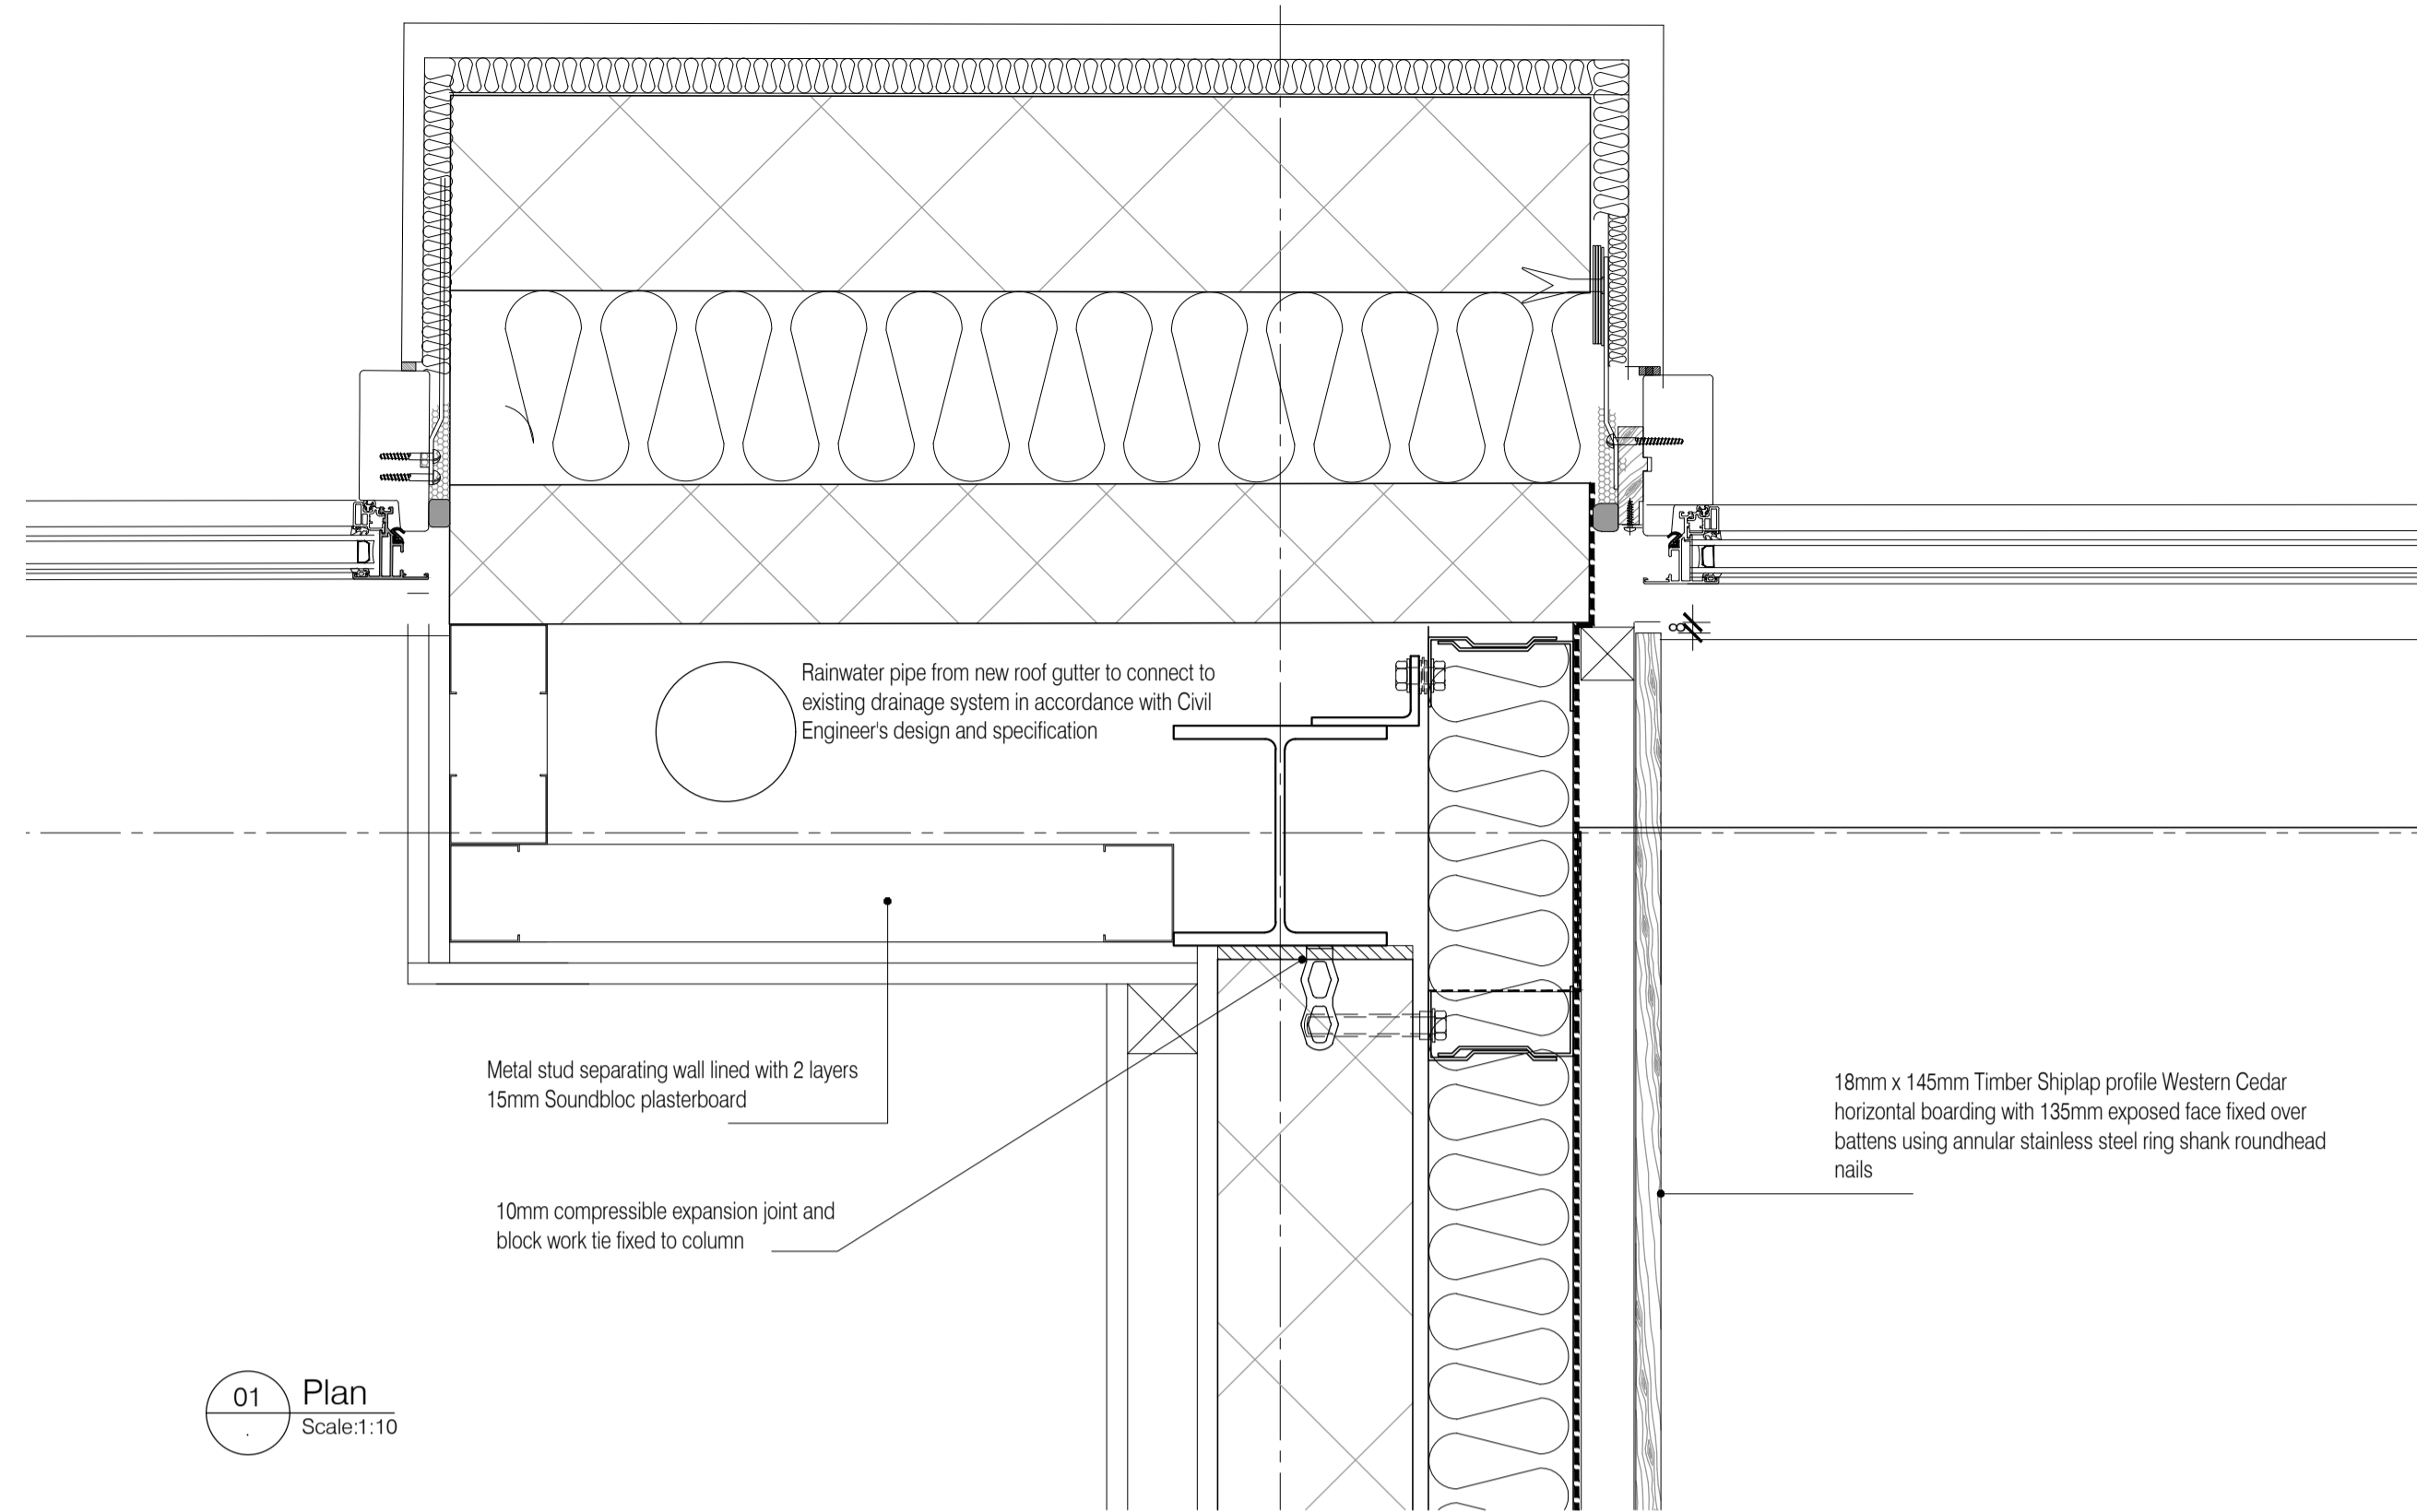 Rainwater pipe from new roof gutter to connect to
existing drainage system in accordance with Civil
Engineer's design and specification
8
Metal stud separating wall lined with 2 layers
15mm Soundbloc plasterboard
18mm x 145mm Timber Shiplap profile Western Cedar
horizontal boarding with 135mm exposed face fixed over
battens using annular stainless steel ring shank roundhead
nails
10mm compressible expansion joint and
block work tie fixed to column
01
.
Plan
Scale:1:10